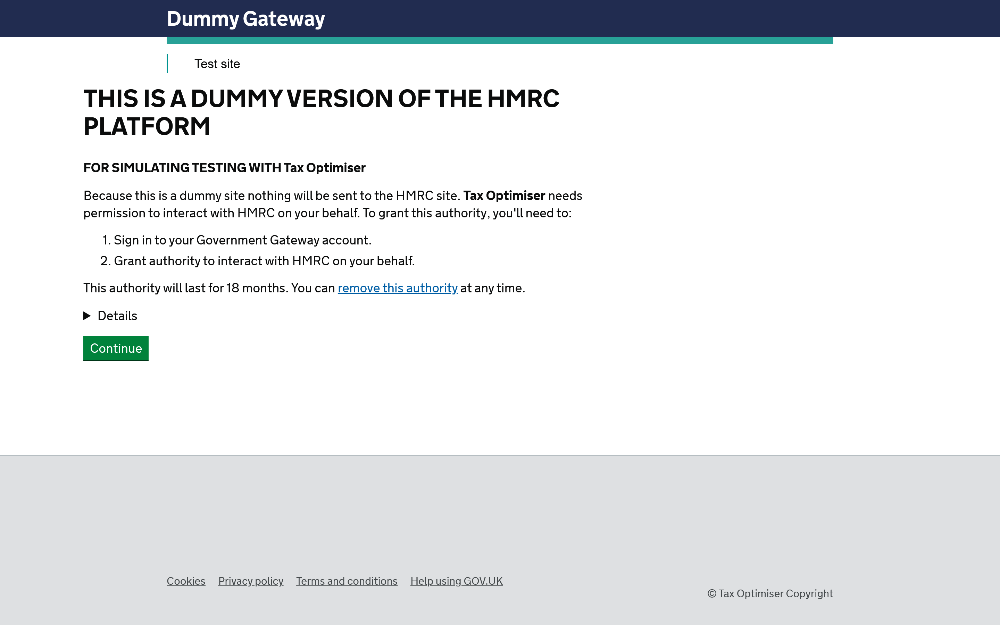 Dummy Gateway
Test site
THIS IS A DUMMY VERSION OF THE HMRC
PLATFORM
FOR SIMULATING TESTING WITH Tax Optimiser
Because this is a dummy site nothing will be sent to the HMRC site. Tax Optimiser needs
permission to interact with HMRC on your behalf. To grant this authority, you'll need to:
1. Sign in to your Government Gateway account.
2. Grant authority to interact with HMRC on your behalf.
This authority will last for 18 months. You can remove this authority at any time.
Details
Continue
Cookies Privacy policy Terms and conditions Help using GOV.UK
© Tax Optimiser Copyright